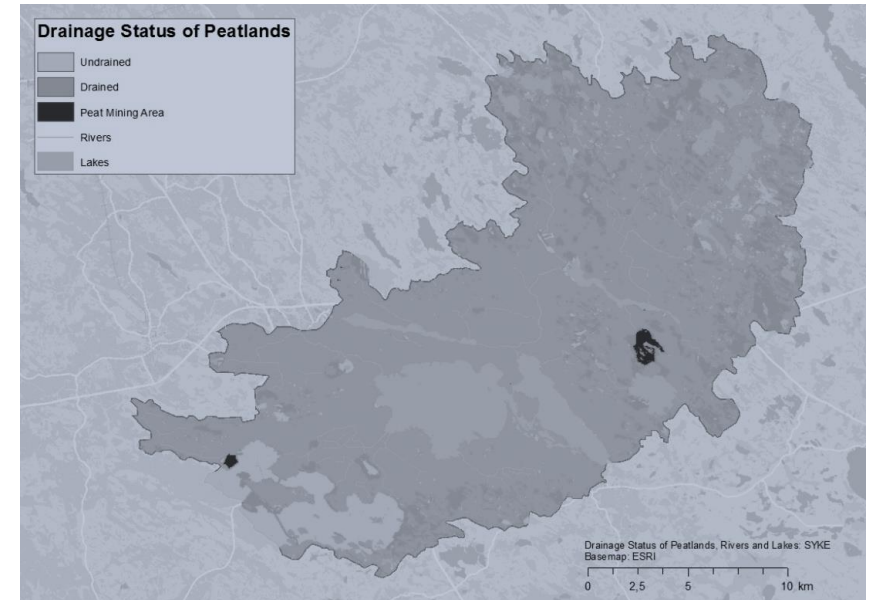 Drainage Status of Peatlands
Undrained
Drained
Peat Mining Area
Rivers
Lakes
Drainage Status of Peatlands, Rivers and Lakes: SYKE
Basemap: ESRI
0 2,5 5 10 km